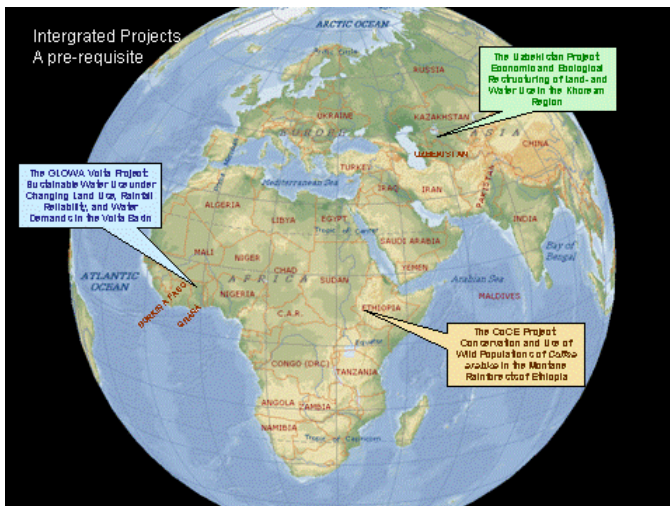 Intergrated Projects
A pre-requisite
ARCTIC OCEAN
The Uzbekistan Project
Economic and Ecological
Restructuring of Land- and
Water Use in the Khorezm
Region
RUSSIA
UKRAINE
KAZAKHSTAN
EUROPE
ASIA
CHINA
UZBEKISTAN
TURKEY
The GLOWA Volta Project:
Sustainable Water Use under
Changing Land Use, Rainfall
Reliability, and Water
Demands in the Volta Basin
Mediterranean Sea
IRAQ
IRAN
PAKISTAN
ALGERIA
LIBYA
EGYPT
INDIA
Tropic of Cancer
SAUDI ARABIA
Bay of
Bengal
MALI
NIGER
CHAD
SUDAN
YEMEN
Arabian Sea
ATLANTIC
OCEAN
AFRICA
NIGERIA
BURKINA FASO
GHANA
ETHIOPIA
MALDIVES
C.A.R.
The CoCE Project
Conservation and Use of
Wild Populations of Coffea
arabica in the Montane
Rainforests of Ethiopia
Equator
CONGO (DRC)
TANZANIA
ANGOLA
ZAMBIA
NAMIBIA
Tropic of Capricorn